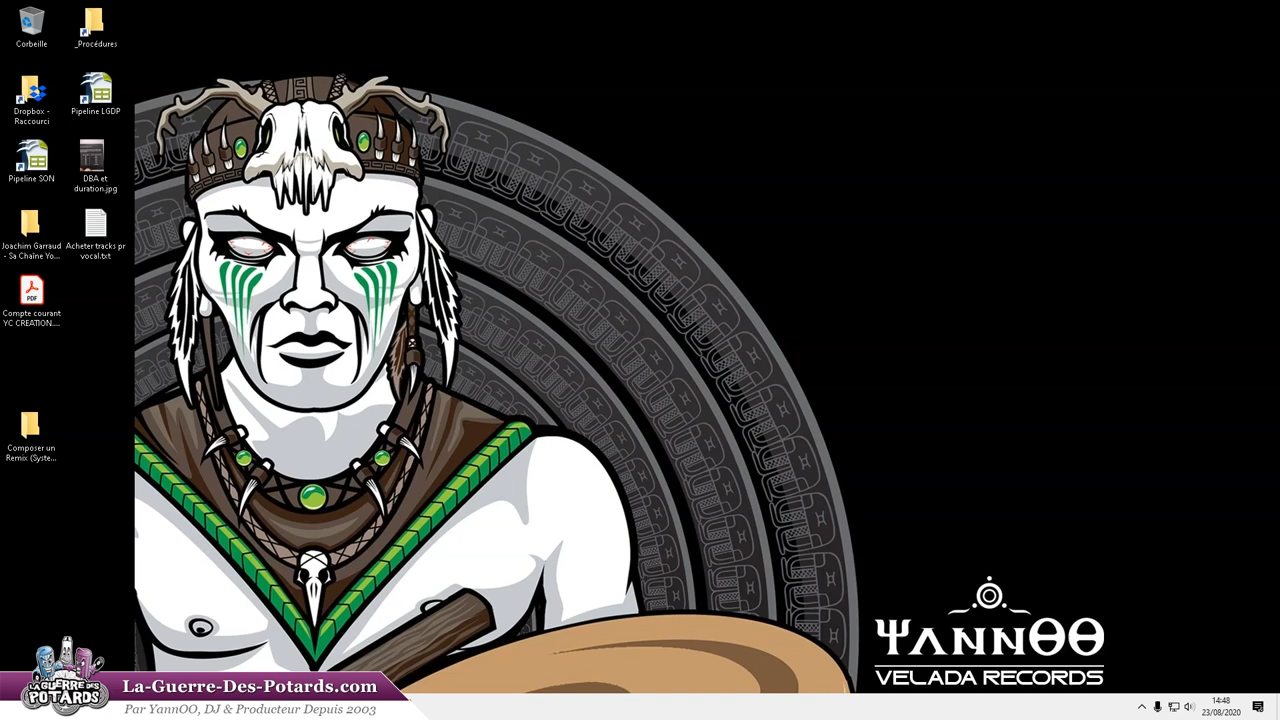 Corbeille
_Procédures
Dropbox -
Raccourci
Pipeline LGDP
Pipeline SON
DBA et
duration.jpg
Joachim Garraud
- Sa Chaîne Yo...
Acheter tracks pr
vocal.txt
PDF
Compte courant
YC CREATION....
Composer un
Remix (Syste...
YANNOO
VELADA RECORDS
LA GUERRE DES
POTARDS
La-Guerre-Des-Potards.com
Par YannOO, DJ & Producteur Depuis 2003
14:48
23/08/2020